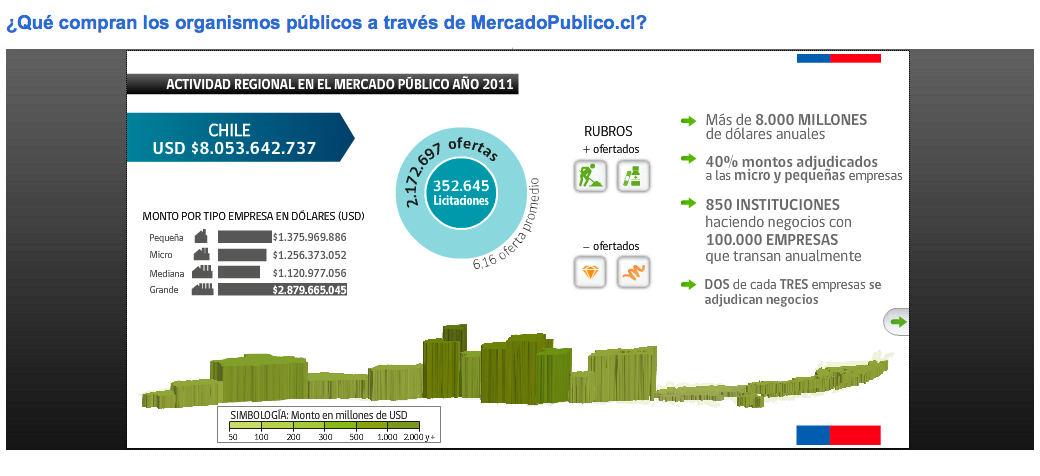 ¿Qué compran los organismos públicos a través de MercadoPublico.cl?
ACTIVIDAD REGIONAL EN EL MERCADO PÚBLICO AÑO 2011
CHILE
USD $8.053.642.737
2.172.697 ofertas
352.645
Licitaciones
6,16 oferta promedio
MONTO POR TIPO EMPRESA EN DÓLARES (USD)
Pequeña $1.375.969.886
Micro $1.256.373.052
Mediana $1.120.977.056
Grande $2.879.665.045
RUBROS
+ ofertados
– ofertados
Más de 8.000 MILLONES
de dólares anuales
40% montos adjudicados
a las micro y pequeñas empresas
850 INSTITUCIONES
haciendo negocios con
100.000 EMPRESAS
que transan anualmente
DOS de cada TRES empresas se
adjudican negocios
SIMBOLOGÍA: Monto en millones de USD
50 100 200 300 500 1.000 2.000 y +